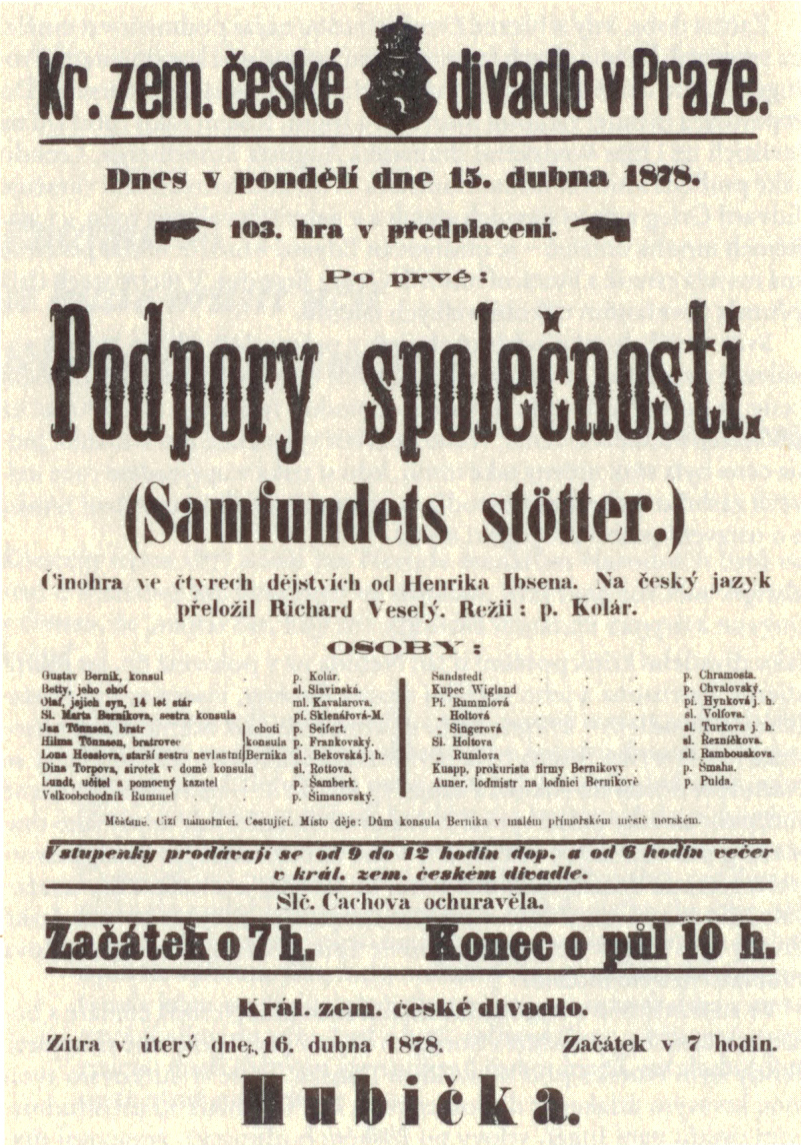 Kr. zem. české divadlo v Praze.
Dnes v pondělí dne 15. dubna 1878.
103. hra v předplacení.
Po prvé:
Podpory společnosti.
(Samfundets stötter.)
Činohra ve čtyrech dějstvích od Henrika Ibsena. Na český jazyk
přeložil Richard Veselý. Režii: p. Kolár.
OSOBY:
Gustav Bernik, konsul p. Kolár.
Betty, jeho choť sl. Slavinská.
Olaf, jejich syn, 14 let stár ml. Kavalarova.
Sl. Marta Berníkova, sestra konsula pí. Sklenářová-M.
Jan Tönnsen, bratr p. Seifert.
Hilma Tönnsen, bratrovec p. Frankovský.
choti konsula Bernika
Lona Hesslova, starší sestra nevlastní sl. Bekovská j. h.
Dina Torpova, sirotek v domě konsula sl. Rottova.
Lundt, učitel a pomocný kazatel p. Šamberk.
Velkoobchodník Rummel p. Šimanovský.
Sandstedt p. Chramosta.
Kupec Wigland p. Chvalovský.
Pí. Rummlová pí. Hynková j. h.
„ Holtová sl. Volfova.
„ Singerová sl. Turkova j. h.
Sl. Holtova sl. Řezníčkova.
„ Rumlova sl. Rambouskova.
Kuapp, prokurista firmy Bernikovy p. Šmaha.
Auner, lodmistr na loďnici Bernikově p. Pulda.
Měšťane. Cizí námořníci. Cestující. Místo děje: Dům konsula Bernika v malém přímořském městě norském.
Vstupenky prodávají se od 9 do 12 hodin dop. a od 6 hodin večer
v král. zem. českém divadle.
Slč. Cachova ochuravěla.
Začátek o 7 h. Konec o půl 10 h.
Král. zem. české divadlo.
Zítra v úterý dne 16. dubna 1878. Začátek v 7 hodin.
Hubička.